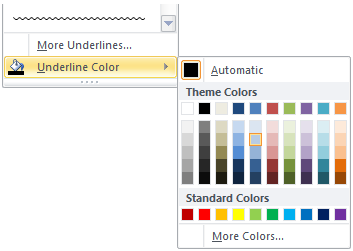 More Underlines...
Underline Color
Automatic
Theme Colors
Standard Colors
More Colors...